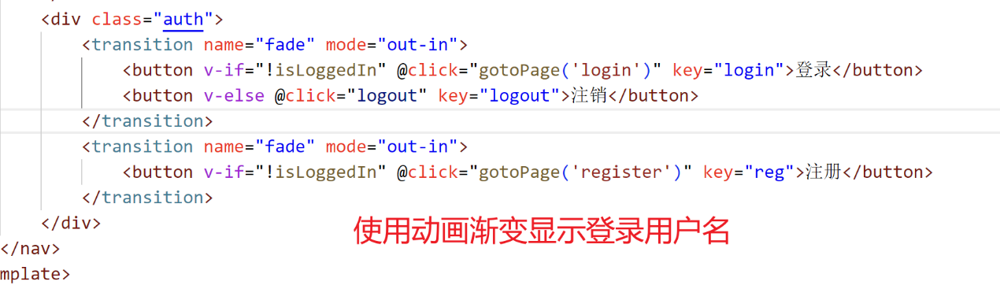 <div class="auth">
<transition name="fade" mode="out-in">
<button v-if="!isLoggedIn" @click="gotoPage('login')" key="login">登录</button>
<button v-else @click="logout" key="logout">注销</button>
</transition>
<transition name="fade" mode="out-in">
<button v-if="!isLoggedIn" @click="gotoPage('register')" key="reg">注册</button>
</transition>
</div>
使用动画渐变显示登录用户名
</nav>
mplate>